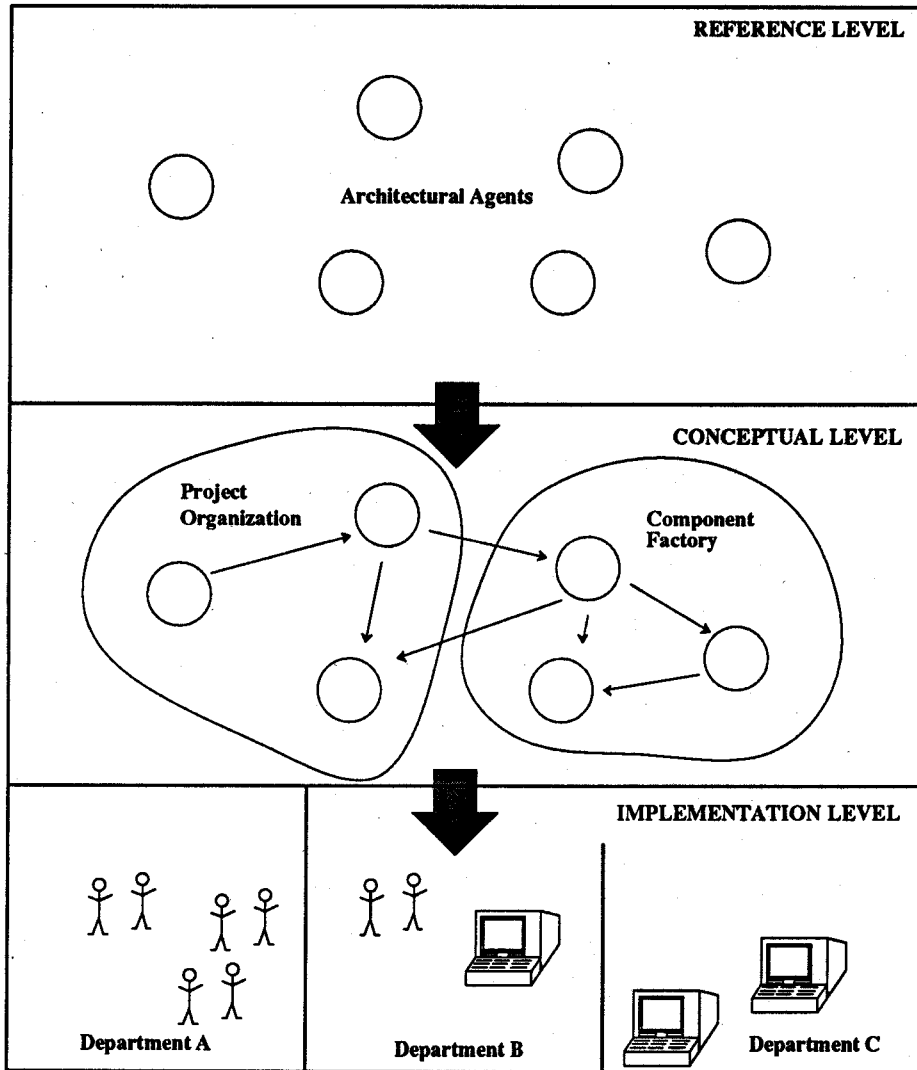 REFERENCE LEVEL
Architectural Agents
CONCEPTUAL LEVEL
Project
Organization
Component
Factory
IMPLEMENTATION LEVEL
Department A
Department B
Department C